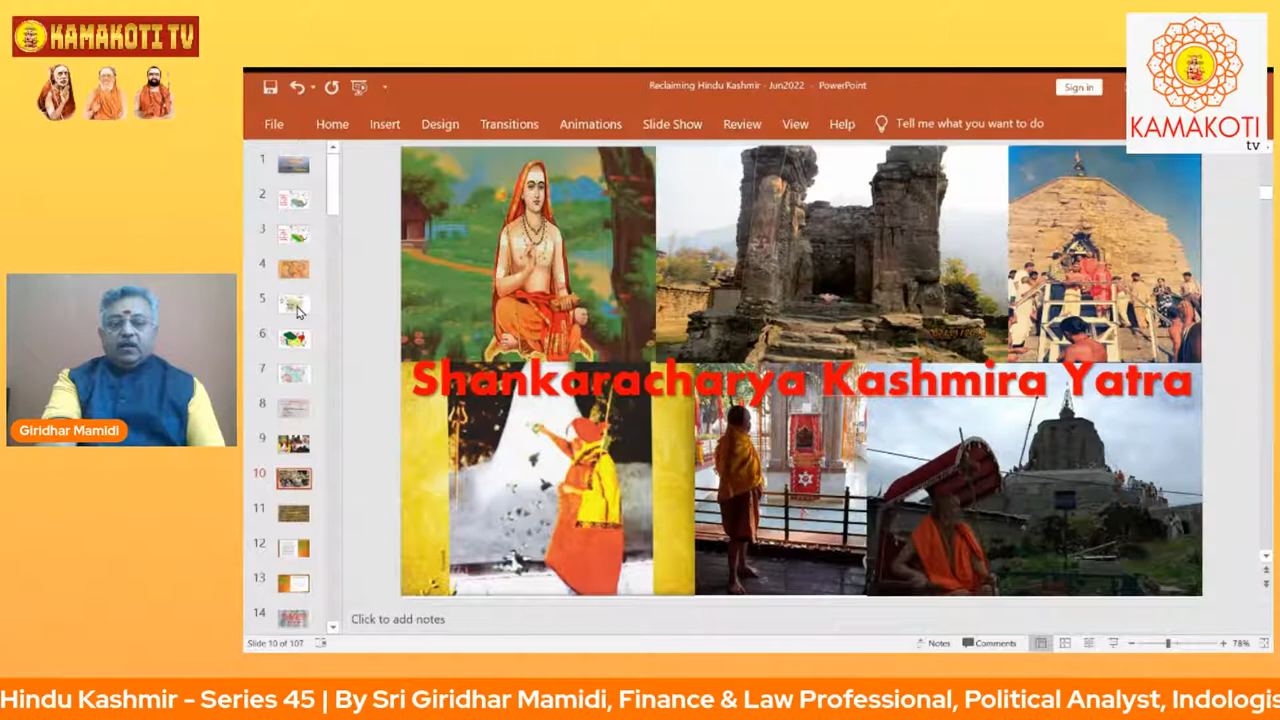 KAMAKOTI TV
KAMAKOTI
tv
Reclaiming Hindu Kashmir - Jun2022 - PowerPoint
Sign in
File Home Insert Design Transitions Animations Slide Show Review View Help Tell me what you want to do
1
2
3
4
5
6
7
8
9
10
11
12
13
14
Shankaracharya Kashmira Yatra
Giridhar Mamidi
Click to add notes
Slide 10 of 107
Notes Comments
78%
Hindu Kashmir - Series 45 | By Sri Giridhar Mamidi, Finance & Law Professional, Political Analyst, Indologis